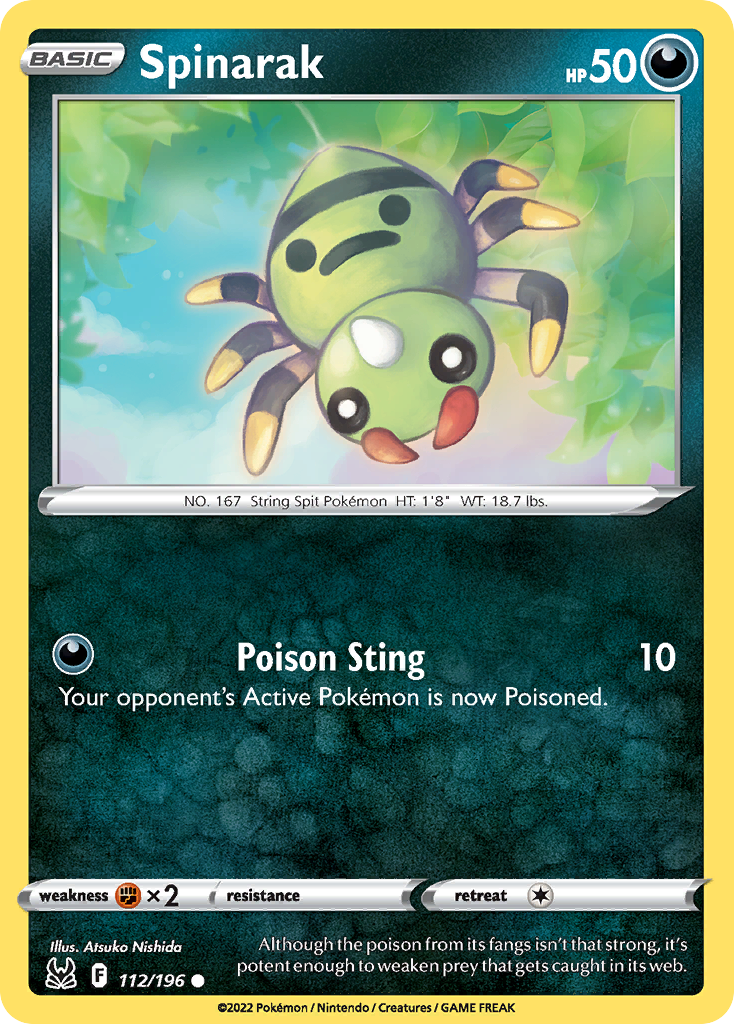 BASIC Spinarak HP 50
NO. 167 String Spit Pokémon HT: 1'8" WT: 18.7 lbs.
Poison Sting 10
Your opponent's Active Pokémon is now Poisoned.
weakness ×2 resistance retreat
Illus. Atsuko Nishida
Although the poison from its fangs isn't that strong, it's
potent enough to weaken prey that gets caught in its web.
F 112/196
©2022 Pokémon / Nintendo / Creatures / GAME FREAK